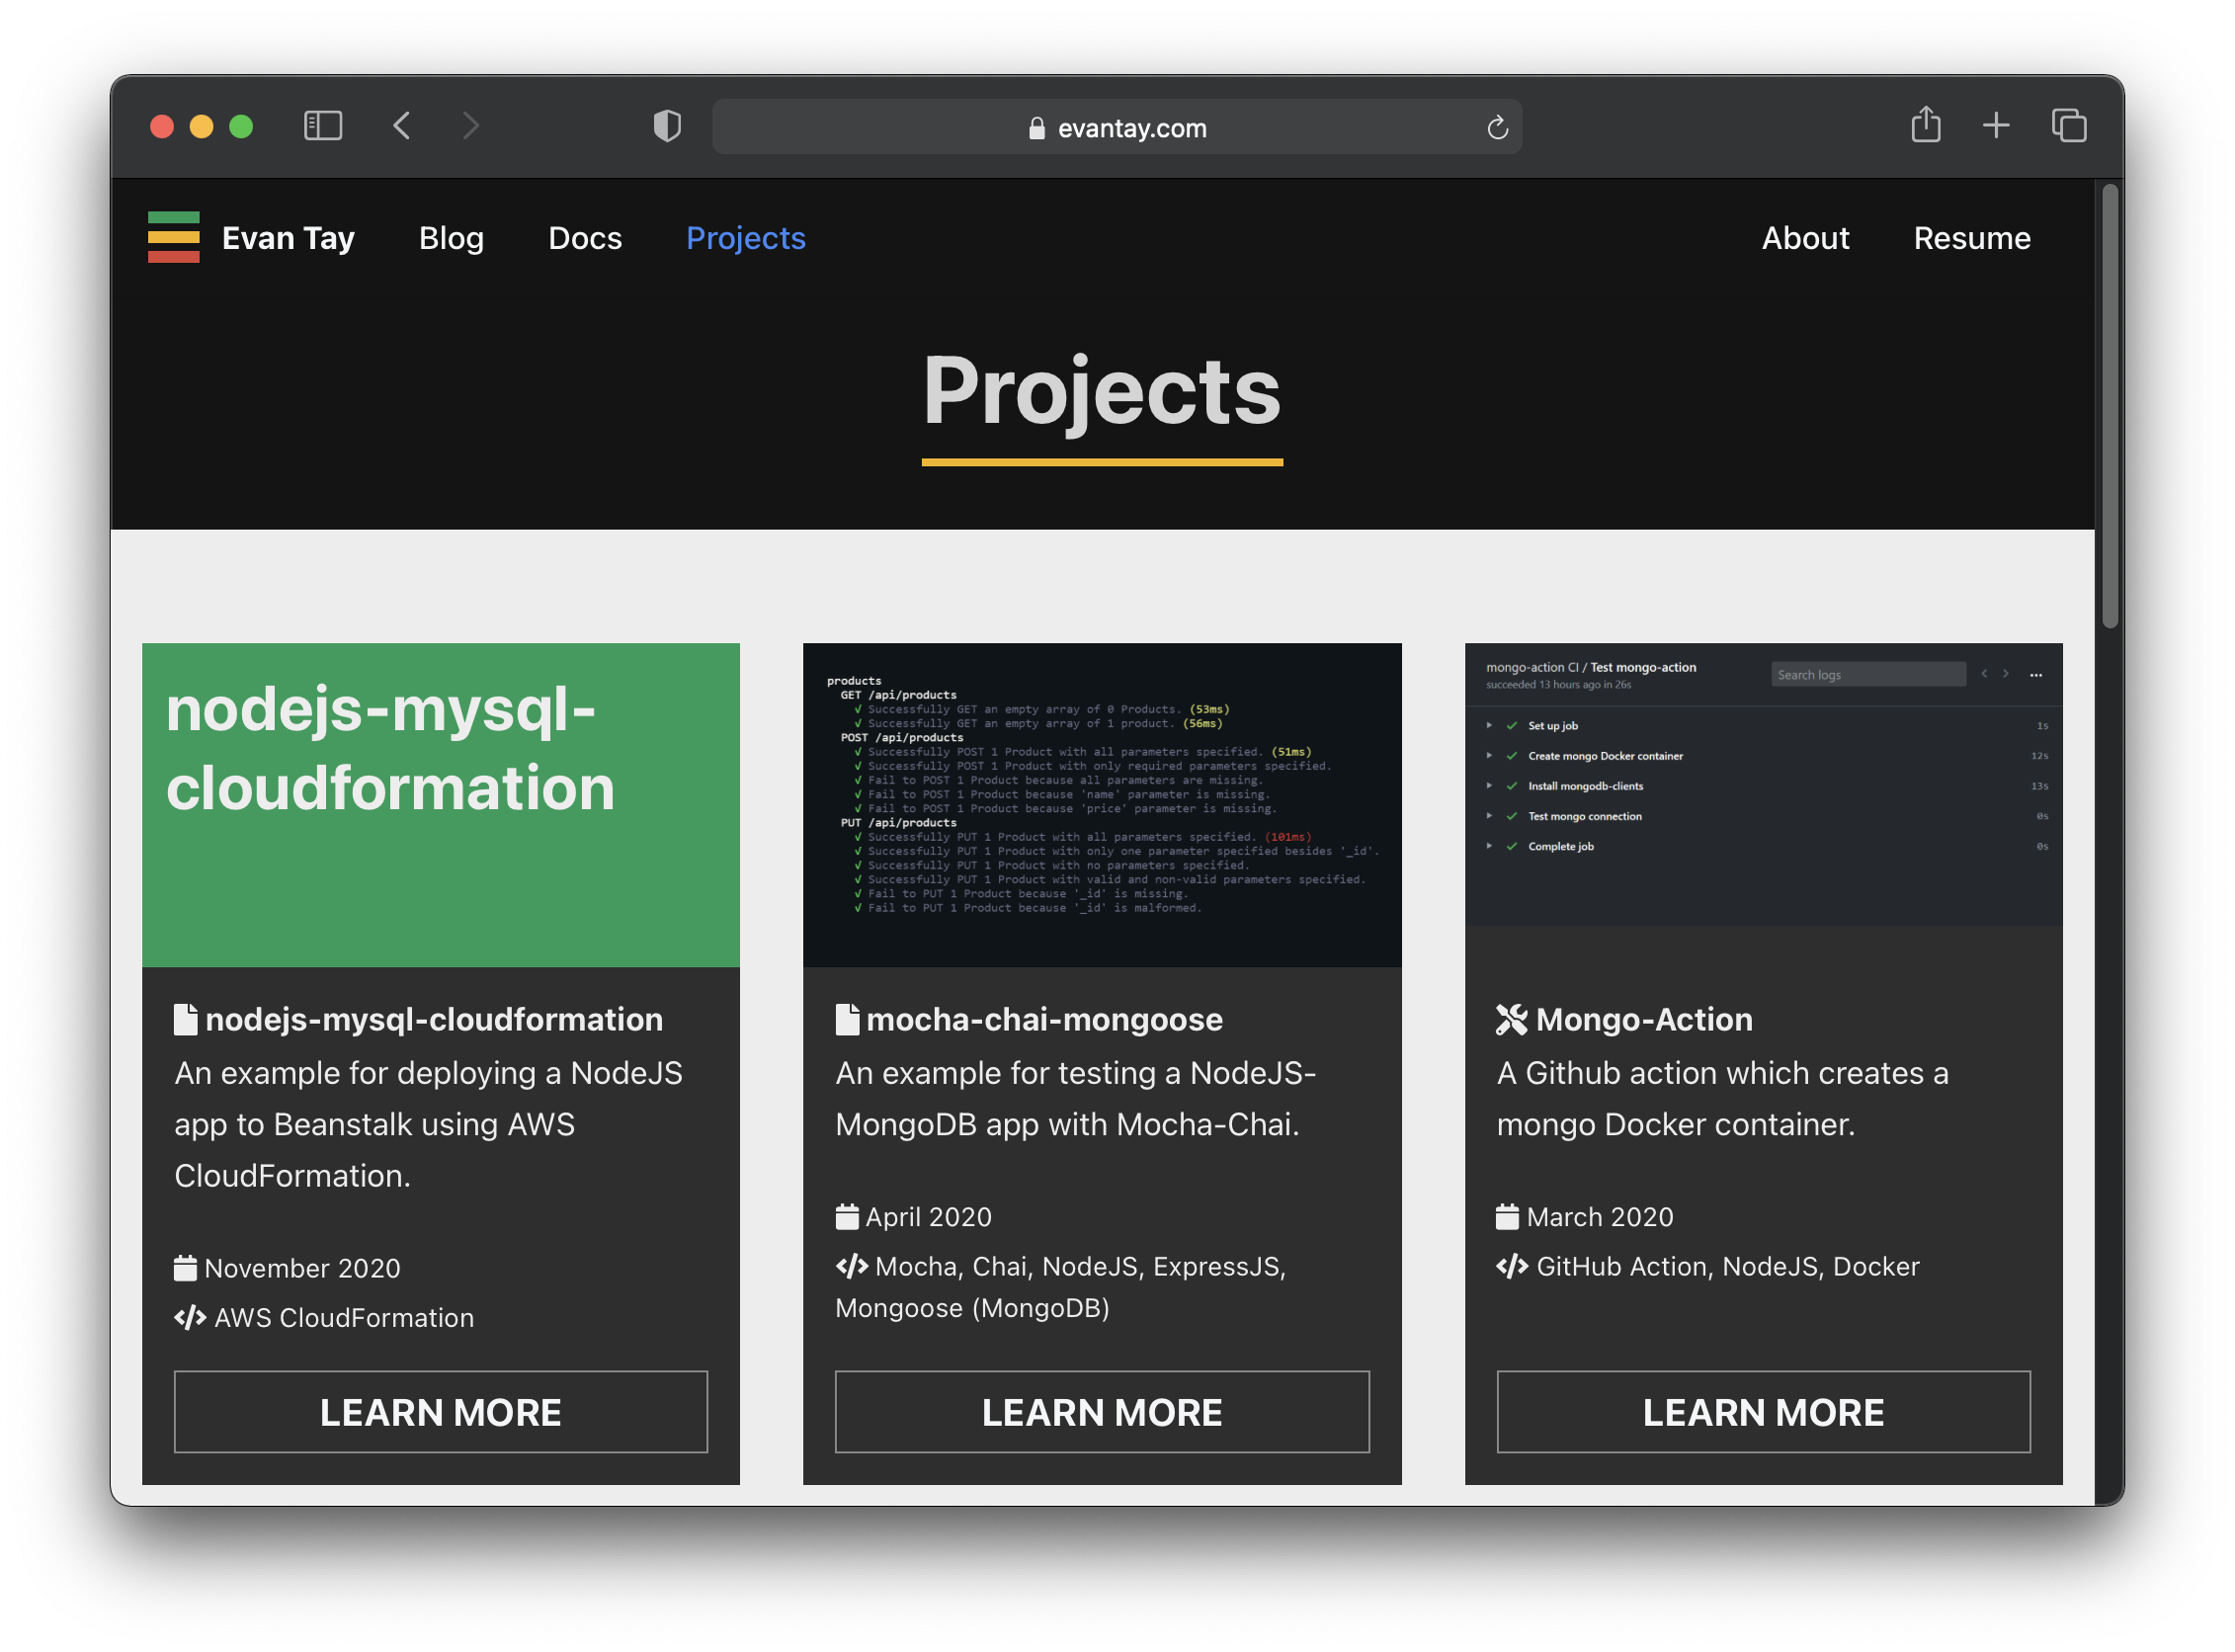 evantay.com
Evan Tay Blog Docs Projects About Resume
Projects
nodejs-mysql-
cloudformation
nodejs-mysql-cloudformation
An example for deploying a NodeJS
app to Beanstalk using AWS
CloudFormation.
November 2020
AWS CloudFormation
LEARN MORE
products
GET /api/products
✓ Successfully GET an empty array of 0 Products. (53ms)
✓ Successfully GET an empty array of 1 product. (56ms)
POST /api/products
✓ Successfully POST 1 Product with all parameters specified. (51ms)
✓ Successfully POST 1 Product with only required parameters specified.
✓ Fail to POST 1 Product because all parameters are missing.
✓ Fail to POST 1 Product because 'name' parameter is missing.
✓ Fail to POST 1 Product because 'price' parameter is missing.
PUT /api/products
✓ Successfully PUT 1 Product with all parameters specified. (101ms)
✓ Successfully PUT 1 Product with only one parameter specified besides '_id'.
✓ Successfully PUT 1 Product with no parameters specified.
✓ Successfully PUT 1 Product with valid and non-valid parameters specified.
✓ Fail to PUT 1 Product because '_id' is missing.
✓ Fail to PUT 1 Product because '_id' is malformed.
mocha-chai-mongoose
An example for testing a NodeJS-
MongoDB app with Mocha-Chai.
April 2020
Mocha, Chai, NodeJS, ExpressJS,
Mongoose (MongoDB)
LEARN MORE
mongo-action CI / Test mongo-action
succeeded 13 hours ago in 26s
Search logs
Set up job 1s
Create mongo Docker container 12s
Install mongodb-clients 13s
Test mongo connection 0s
Complete job 0s
Mongo-Action
A Github action which creates a
mongo Docker container.
March 2020
GitHub Action, NodeJS, Docker
LEARN MORE